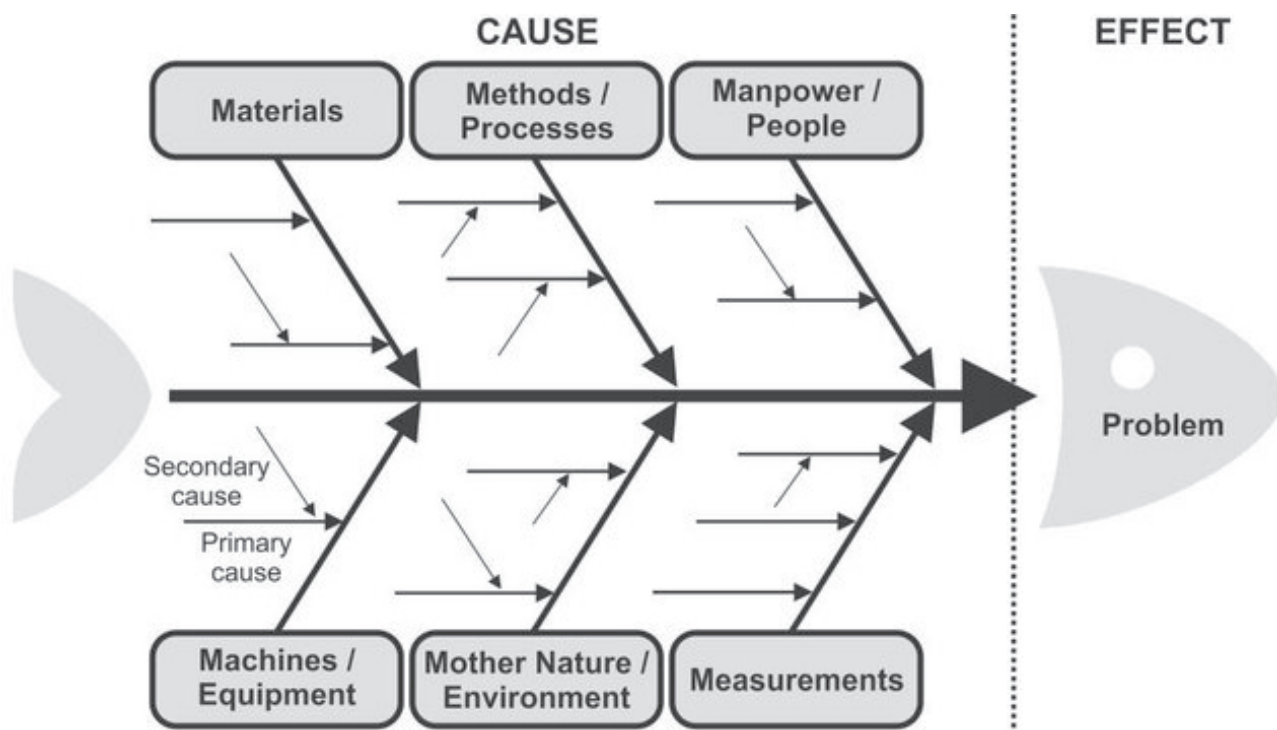 CAUSE
EFFECT
Materials
Methods /
Processes
Manpower /
People
Problem
Secondary
cause
Primary
cause
Machines /
Equipment
Mother Nature /
Environment
Measurements